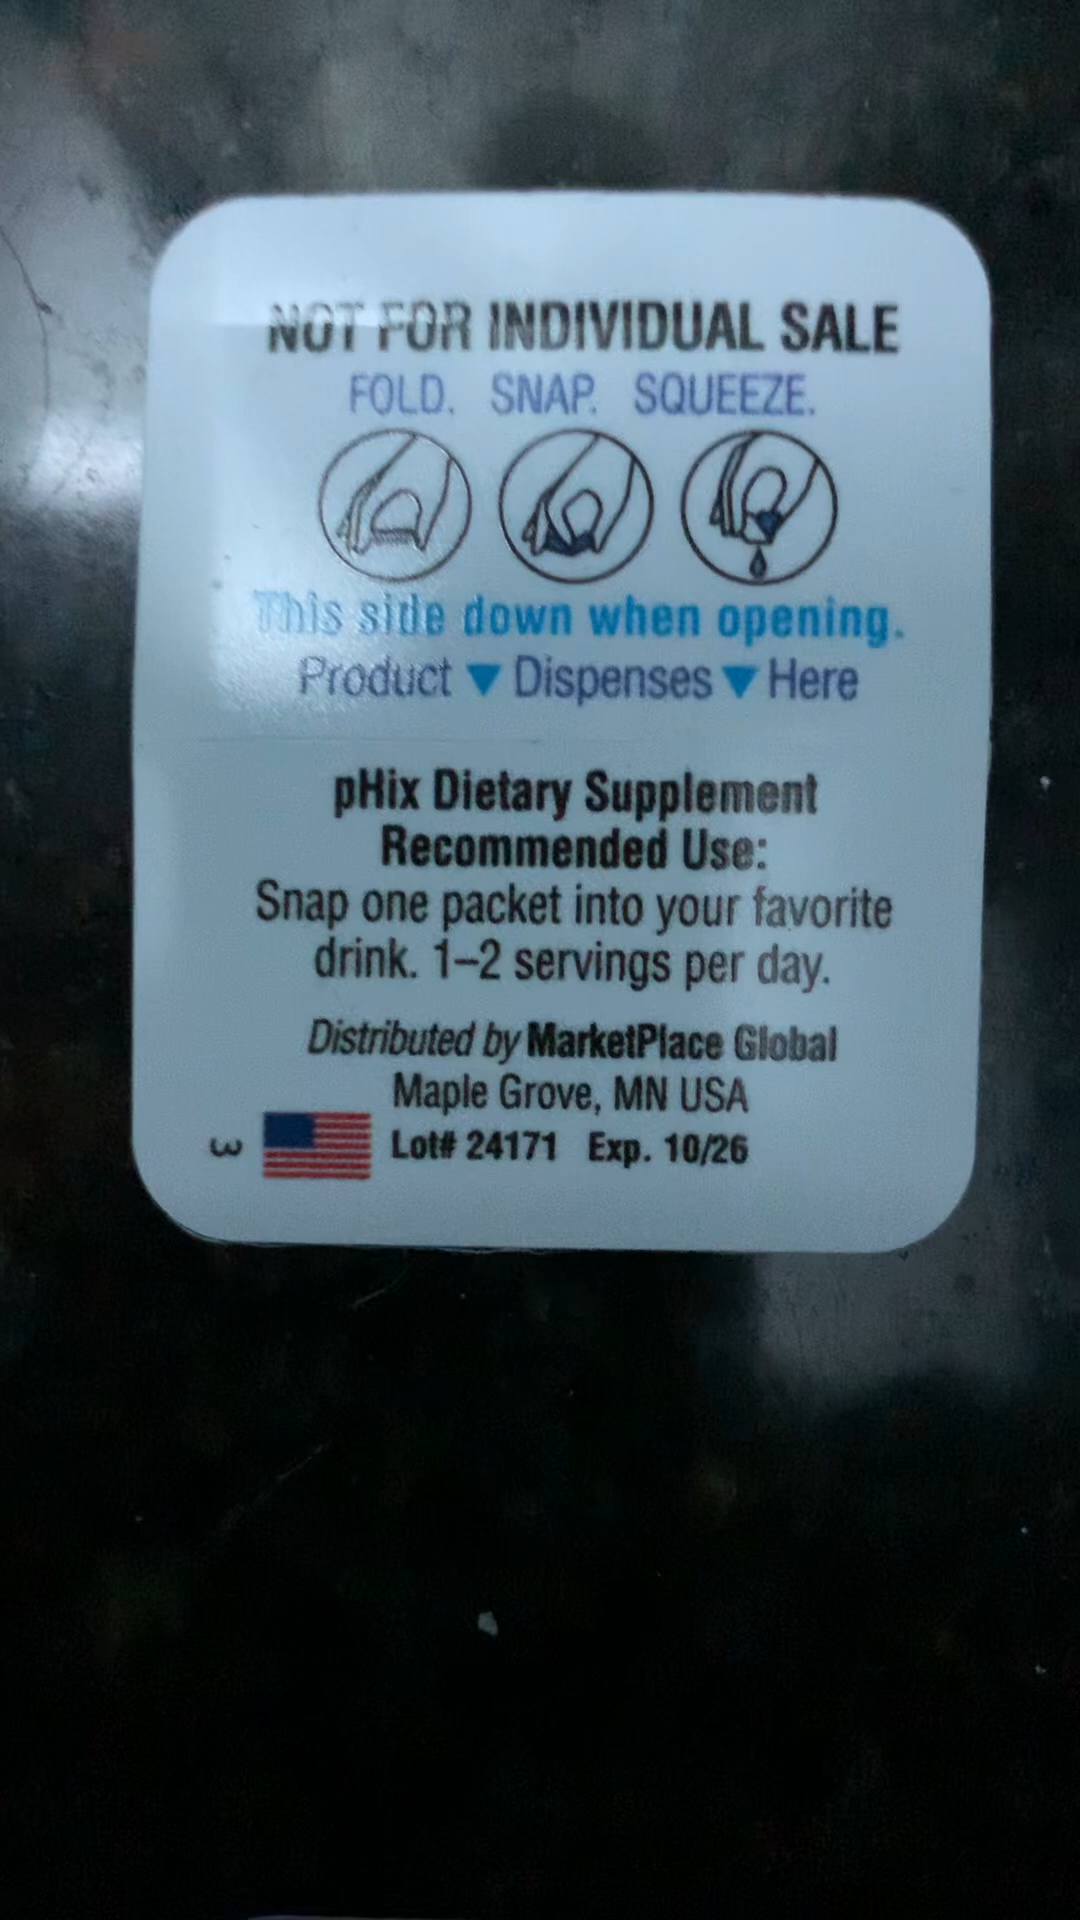 NOT FOR INDIVIDUAL SALE
FOLD. SNAP. SQUEEZE.
This side down when opening.
Product ▼ Dispenses ▼ Here
pHix Dietary Supplement
Recommended Use:
Snap one packet into your favorite
drink. 1–2 servings per day.
Distributed by MarketPlace Global
Maple Grove, MN USA
3 Lot# 24171 Exp. 10/26